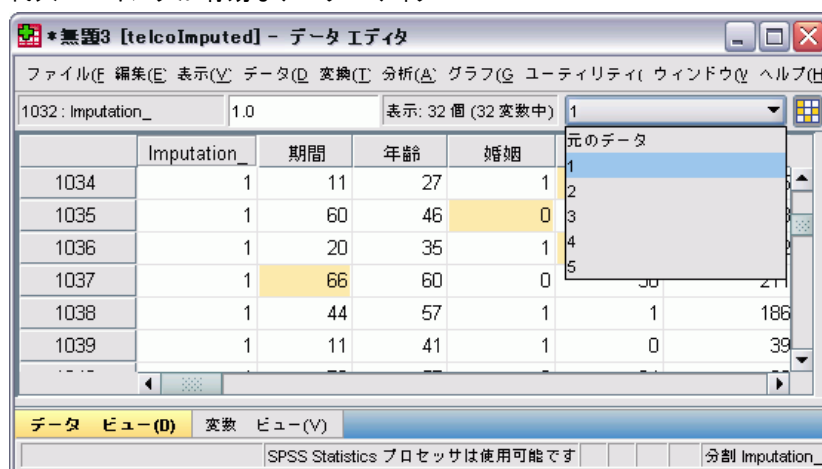 *無題3 [telcoImputed] - データ エディタ
ファイル(F 編集(E) 表示(V) データ(D 変換(T) 分析(A) グラフ(G ユーティリティ( ウィンドウ(W ヘルプ(H
1032 : Imputation_ 1.0 表示: 32 個 (32 変数中) 1
元のデータ
1
2
3
4
5
Imputation_ 期間 年齢 婚姻
1034 1 11 27 1
1035 1 60 46 0
1036 1 20 35 1
1037 1 66 60 0
1038 1 44 57 1 1 186
1039 1 11 41 1 0 39
データ ビュー(D) 変数 ビュー(V)
SPSS Statistics プロセッサは使用可能です 分割 Imputation_